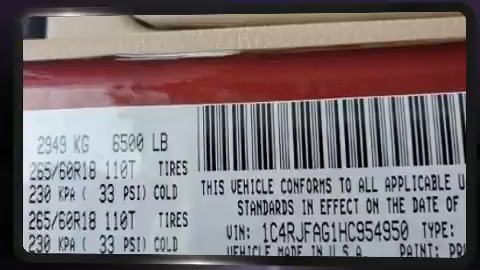 2949 KG 6500 LB
265/60R18 110T TIRES
230 KPA ( 33 PSI) COLD
265/60R18 110T TIRES
230 KPA ( 33 PSI) COLD
THIS VEHICLE CONFORMS TO ALL APPLICABLE U
STANDARDS IN EFFECT ON THE DATE OF
VIN: 1C4RJFAG1HC954950 TYPE:
VEHICLE MADE IN U.S.A. PAINT: PR